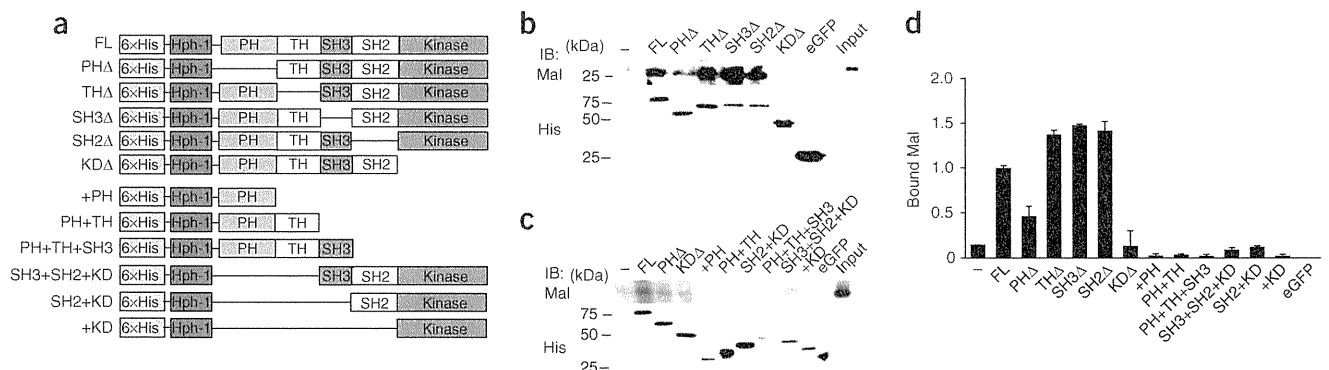 a
FL 6×His Hph-1 PH TH SH3 SH2 Kinase
PHΔ 6×His Hph-1 TH SH3 SH2 Kinase
THΔ 6×His Hph-1 PH SH3 SH2 Kinase
SH3Δ 6×His Hph-1 PH TH SH2 Kinase
SH2Δ 6×His Hph-1 PH TH SH3 Kinase
KDΔ 6×His Hph-1 PH TH SH3 SH2
+PH 6×His Hph-1 PH
PH+TH 6×His Hph-1 PH TH
PH+TH+SH3 6×His Hph-1 PH TH SH3
SH3+SH2+KD 6×His Hph-1 SH3 SH2 Kinase
SH2+KD 6×His Hph-1 SH2 Kinase
+KD 6×His Hph-1 Kinase
b
IB: (kDa) – FL PHΔ THΔ SH3Δ SH2Δ KDΔ eGFP Input
Mal 25
75
50
His
25
c
IB: (kDa) – FL PHΔ KDΔ +PH PH+TH SH2+KD PH+TH+SH3 SH3+SH2+KD +KD eGFP Input
Mal
75
50
His
25
d
Bound Mal
2.0
1.5
1.0
0.5
0
– FL PHΔ THΔ SH3Δ SH2Δ KDΔ +PH PH+TH PH+TH+SH3 SH3+SH2+KD SH2+KD +KD eGFP